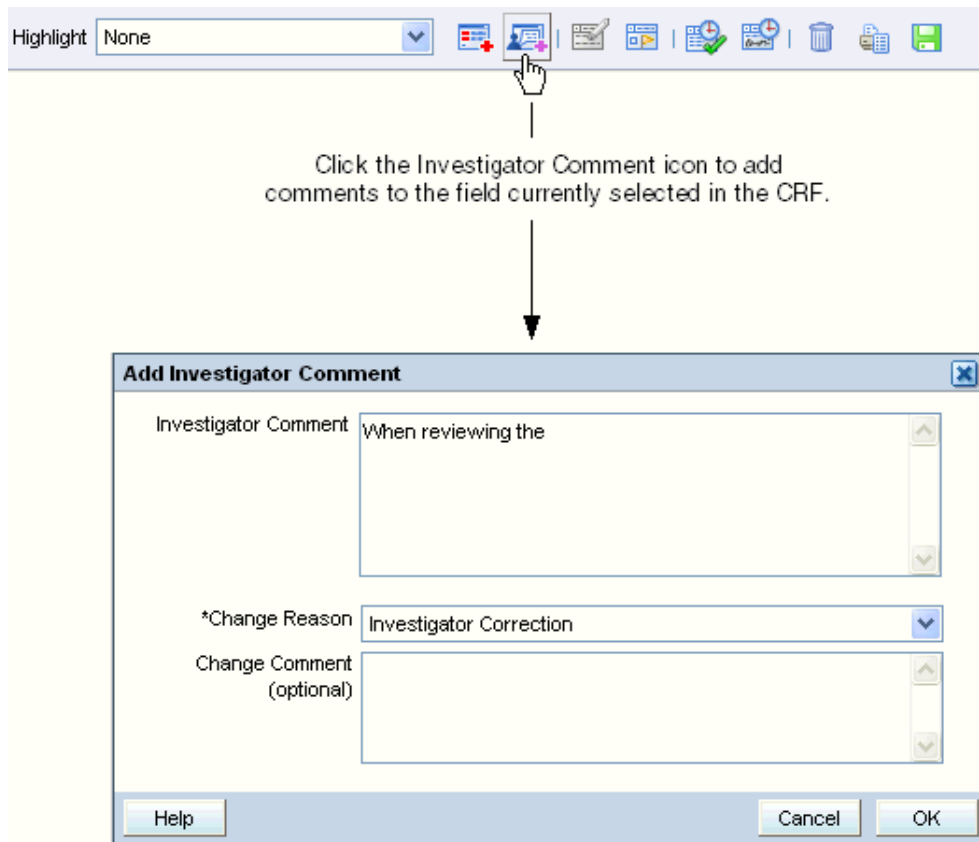 Highlight None
Click the Investigator Comment icon to add
comments to the field currently selected in the CRF.
Add Investigator Comment
Investigator Comment When reviewing the
*Change Reason Investigator Correction
Change Comment
(optional)
Help Cancel OK